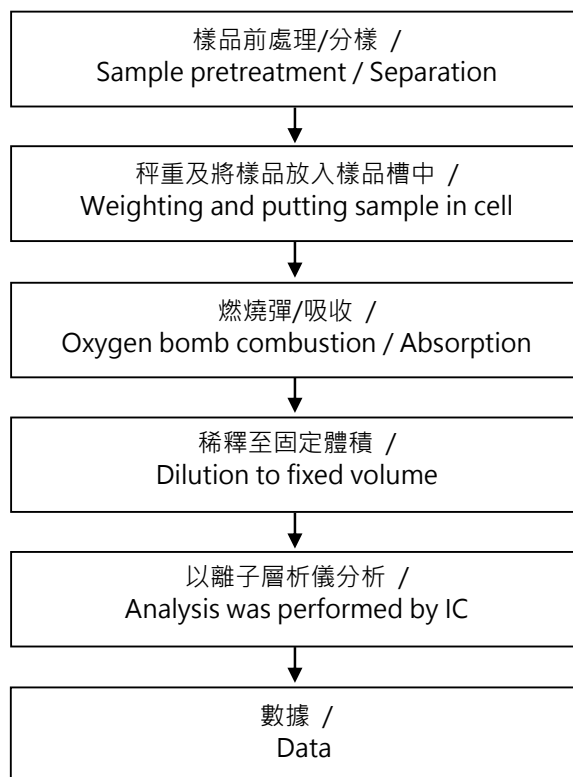 樣品前處理/分樣 /
Sample pretreatment / Separation
秤重及將樣品放入樣品槽中 /
Weighting and putting sample in cell
燃燒彈/吸收 /
Oxygen bomb combustion / Absorption
稀釋至固定體積 /
Dilution to fixed volume
以離子層析儀分析 /
Analysis was performed by IC
數據 /
Data